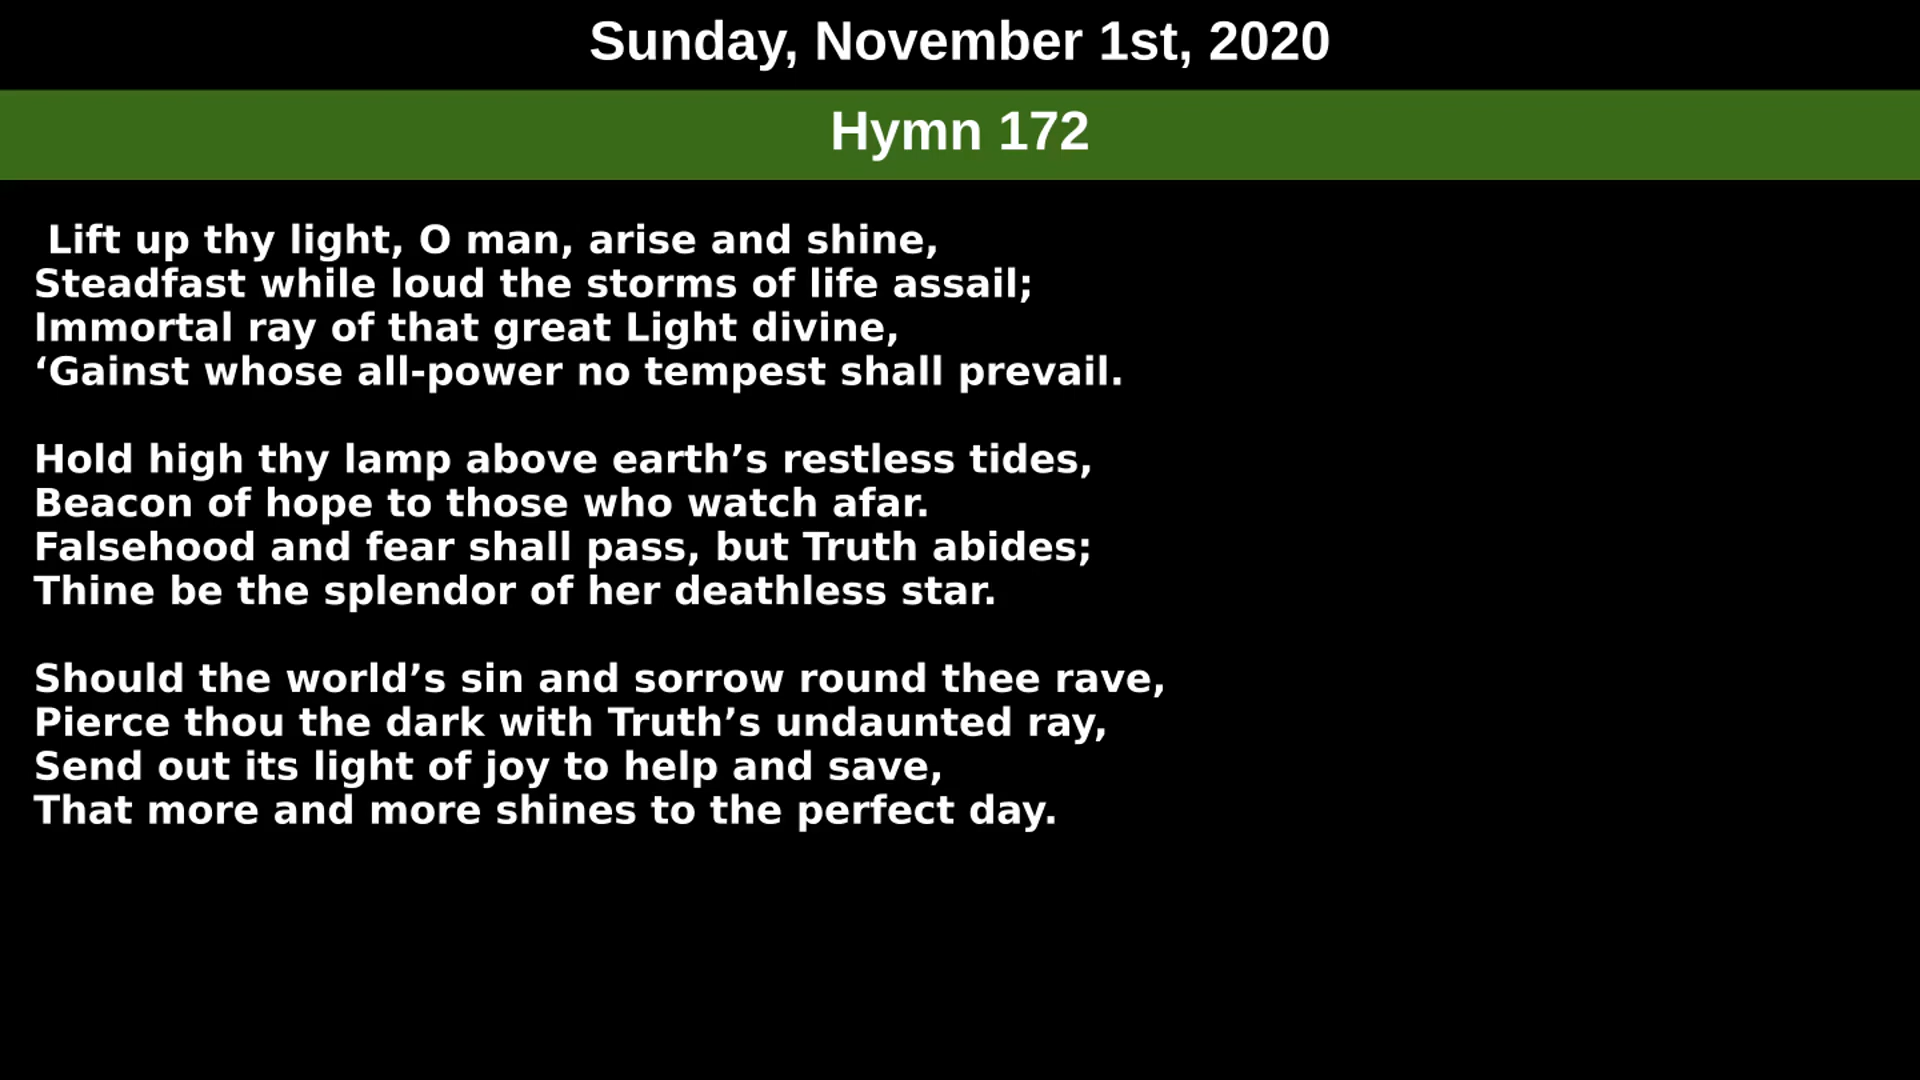 Sunday, November 1st, 2020
Hymn 172
Lift up thy light, O man, arise and shine,
Steadfast while loud the storms of life assail;
Immortal ray of that great Light divine,
‘Gainst whose all-power no tempest shall prevail.
Hold high thy lamp above earth’s restless tides,
Beacon of hope to those who watch afar.
Falsehood and fear shall pass, but Truth abides;
Thine be the splendor of her deathless star.
Should the world’s sin and sorrow round thee rave,
Pierce thou the dark with Truth’s undaunted ray,
Send out its light of joy to help and save,
That more and more shines to the perfect day.